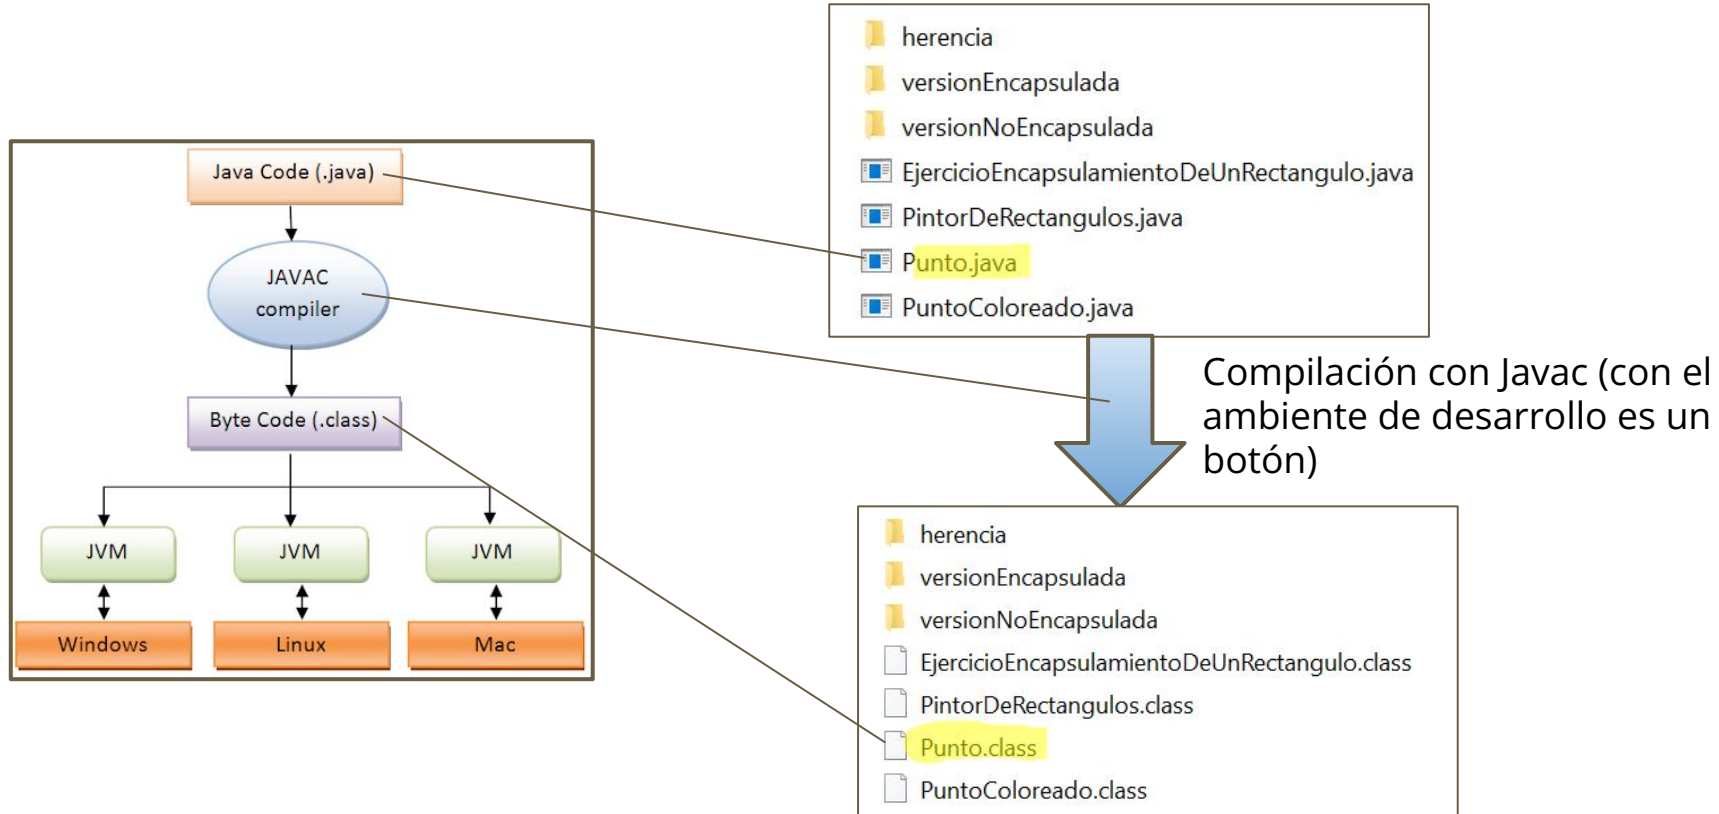 Java Code (.java)
JAVAC
compiler
Byte Code (.class)
JVM
JVM
JVM
Windows
Linux
Mac
herencia
versionEncapsulada
versionNoEncapsulada
EjercicioEncapsulamientoDeUnRectangulo.java
PintorDeRectangulos.java
Punto.java
PuntoColoreado.java
Compilación con Javac (con el
ambiente de desarrollo es un
botón)
herencia
versionEncapsulada
versionNoEncapsulada
EjercicioEncapsulamientoDeUnRectangulo.class
PintorDeRectangulos.class
Punto.class
PuntoColoreado.class